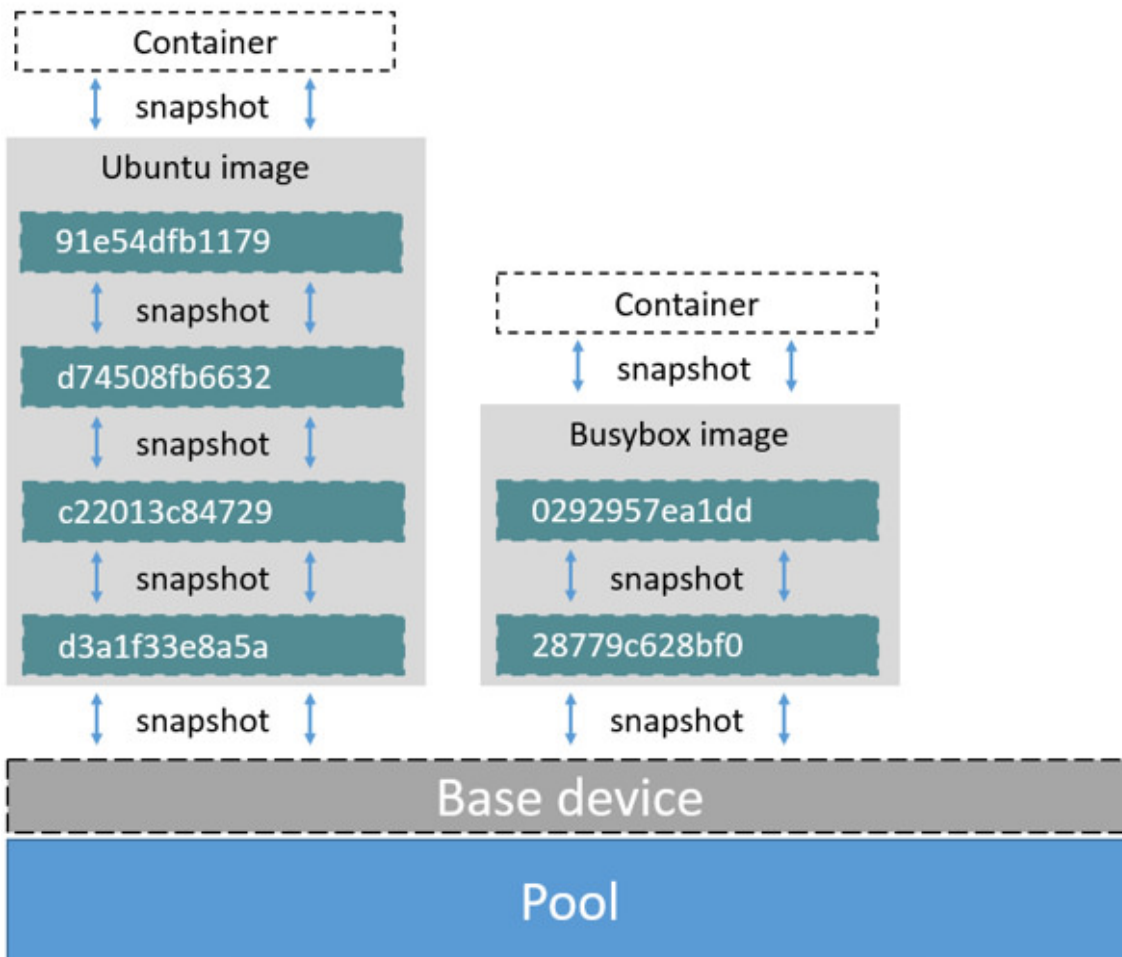 Container
snapshot
Ubuntu image
91e54dfb1179
snapshot
d74508fb6632
snapshot
c22013c84729
snapshot
d3a1f33e8a5a
snapshot
Container
snapshot
Busybox image
0292957ea1dd
snapshot
28779c628bf0
snapshot
Base device
Pool